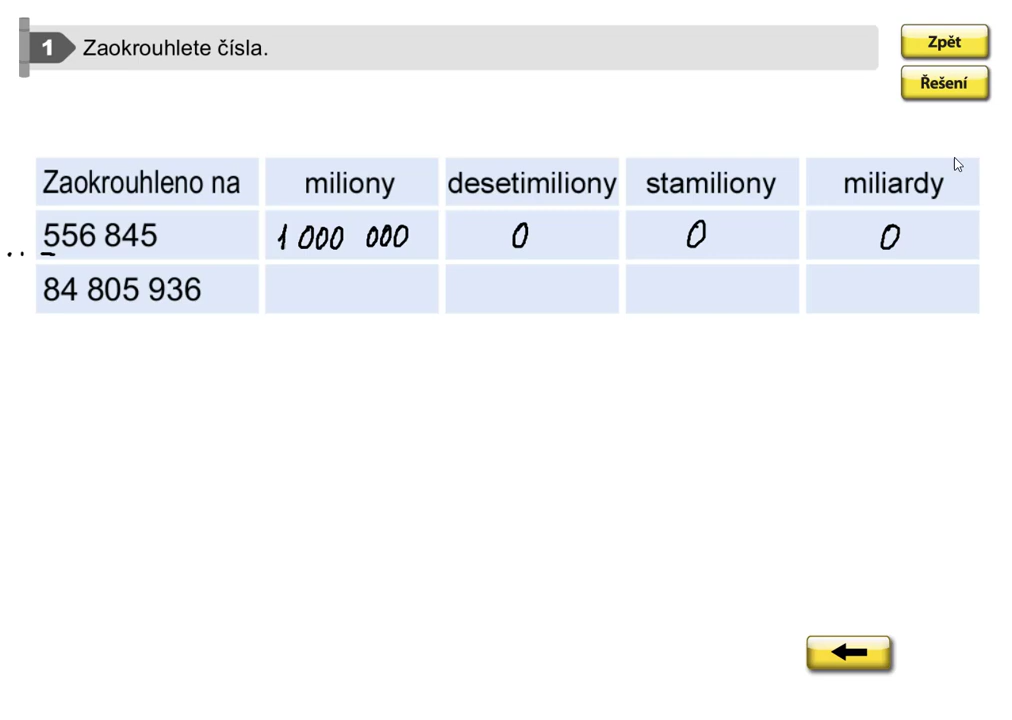 1 Zaokrouhlete čísla.
Zpět
Řešení
Zaokrouhleno na miliony desetimiliony stamiliony miliardy
556 845 1 000 000 0 0 0
84 805 936